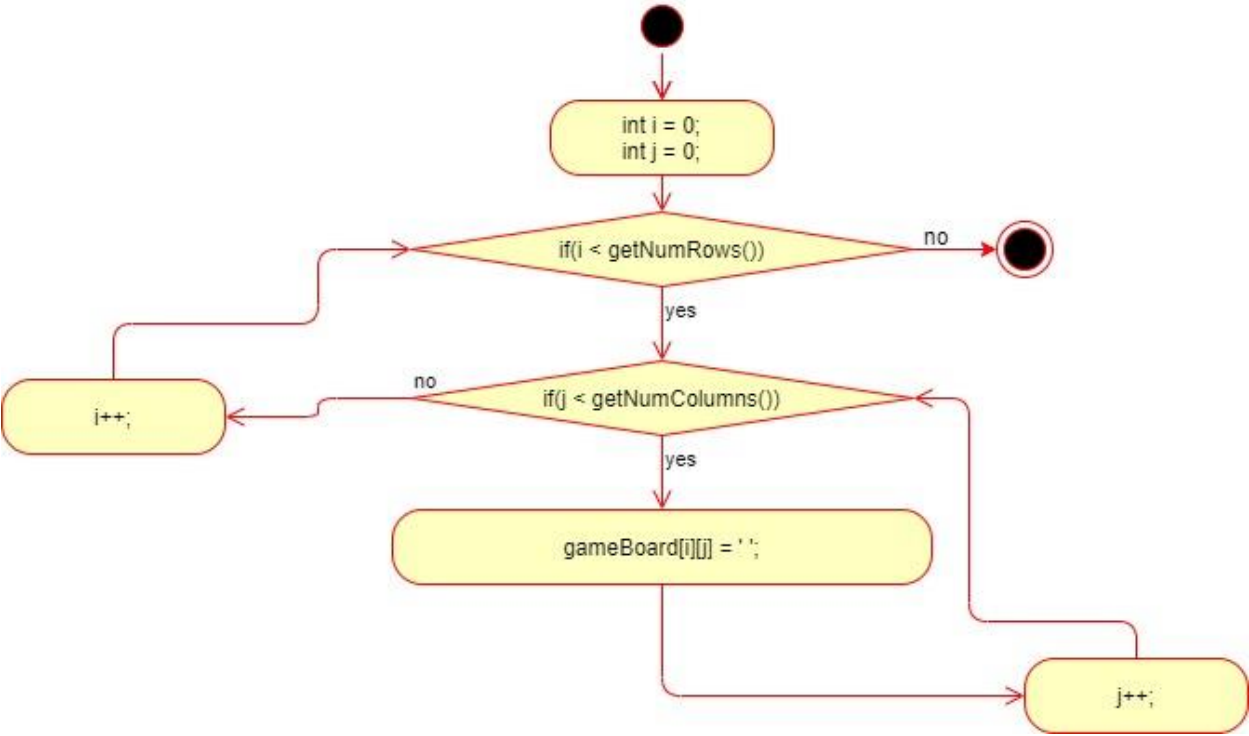 int i = 0;
int j = 0;
if(i < getNumRows())
no
yes
if(j < getNumColumns())
no
i++;
yes
gameBoard[i][j] = ' ';
j++;